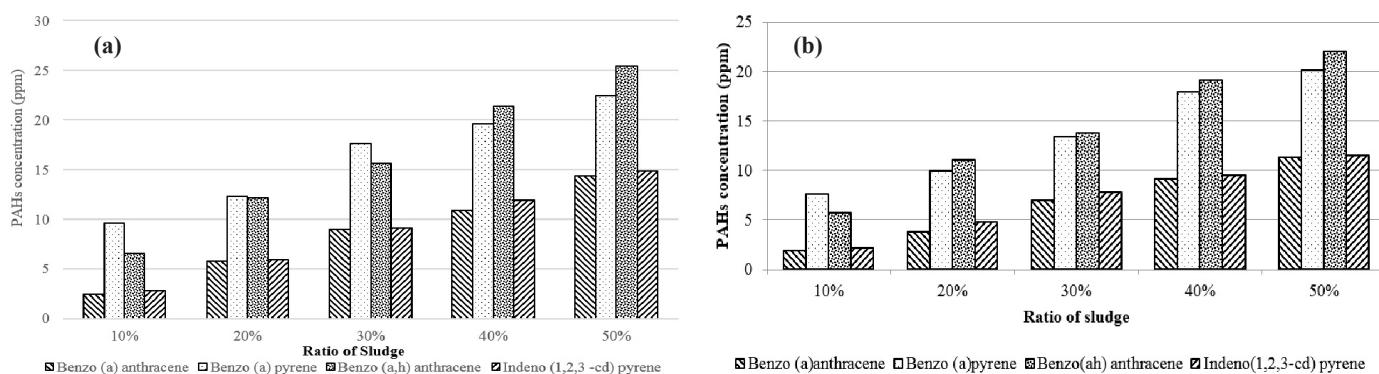 (a)
PAHs concentration (ppm)
30
25
20
15
10
5
0
10% 20% 30% 40% 50%
Ratio of Sludge
Benzo (a) anthracene Benzo (a) pyrene Benzo (a,h) anthracene Indeno (1,2,3 -cd) pyrene
(b)
PAHs concentration (ppm)
25
20
15
10
5
0
10% 20% 30% 40% 50%
Ratio of sludge
Benzo (a)anthracene Benzo (a)pyrene Benzo(ah) anthracene Indeno(1,2,3-cd) pyrene